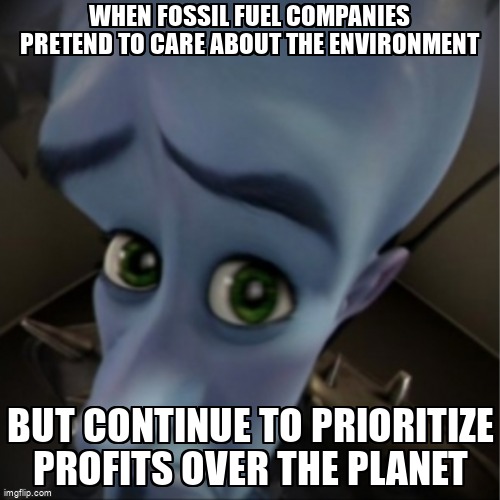 WHEN FOSSIL FUEL COMPANIES
PRETEND TO CARE ABOUT THE ENVIRONMENT
BUT CONTINUE TO PRIORITIZE
PROFITS OVER THE PLANET
imgflip.com